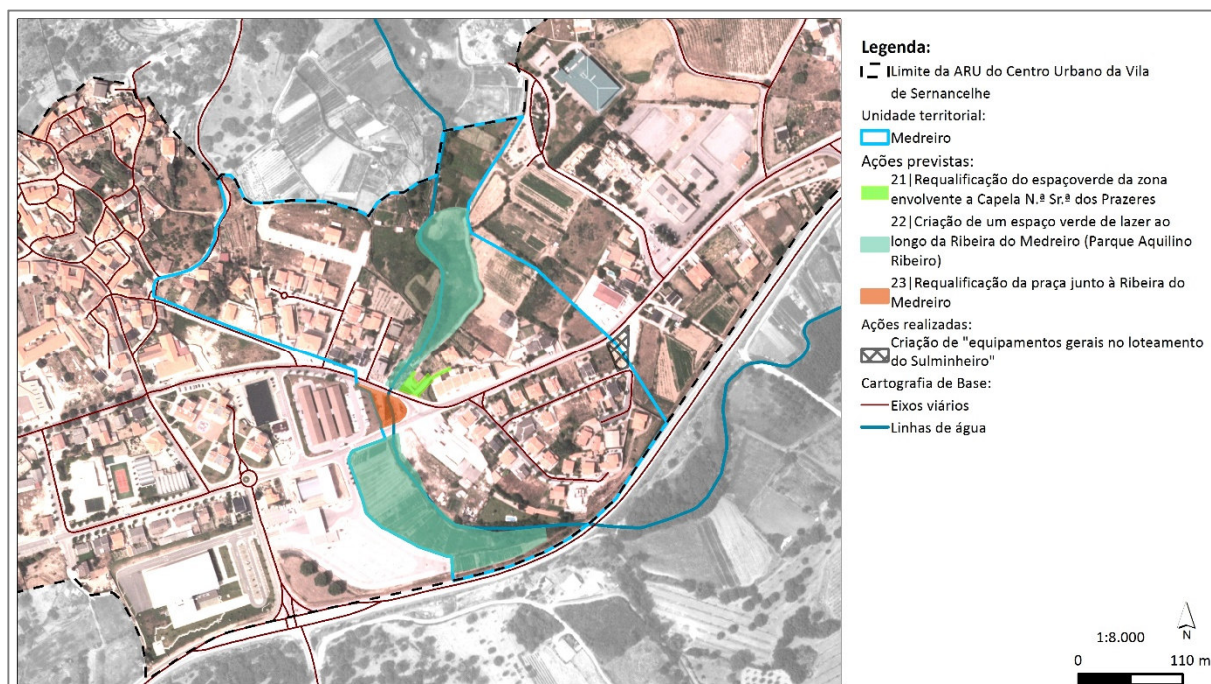 Legenda:
Limite da ARU do Centro Urbano da Vila
de Sernancelhe
Unidade territorial:
Medreiro
Ações previstas:
21|Requalificação do espaçoverde da zona
envolvente a Capela N.ª Sr.ª dos Prazeres
22|Criação de um espaço verde de lazer ao
longo da Ribeira do Medreiro (Parque Aquilino
Ribeiro)
23|Requalificação da praça junto à Ribeira do
Medreiro
Ações realizadas:
Criação de "equipamentos gerais no loteamento
do Sulminheiro"
Cartografia de Base:
Eixos viários
Linhas de água
1:8.000
N
0 110 m